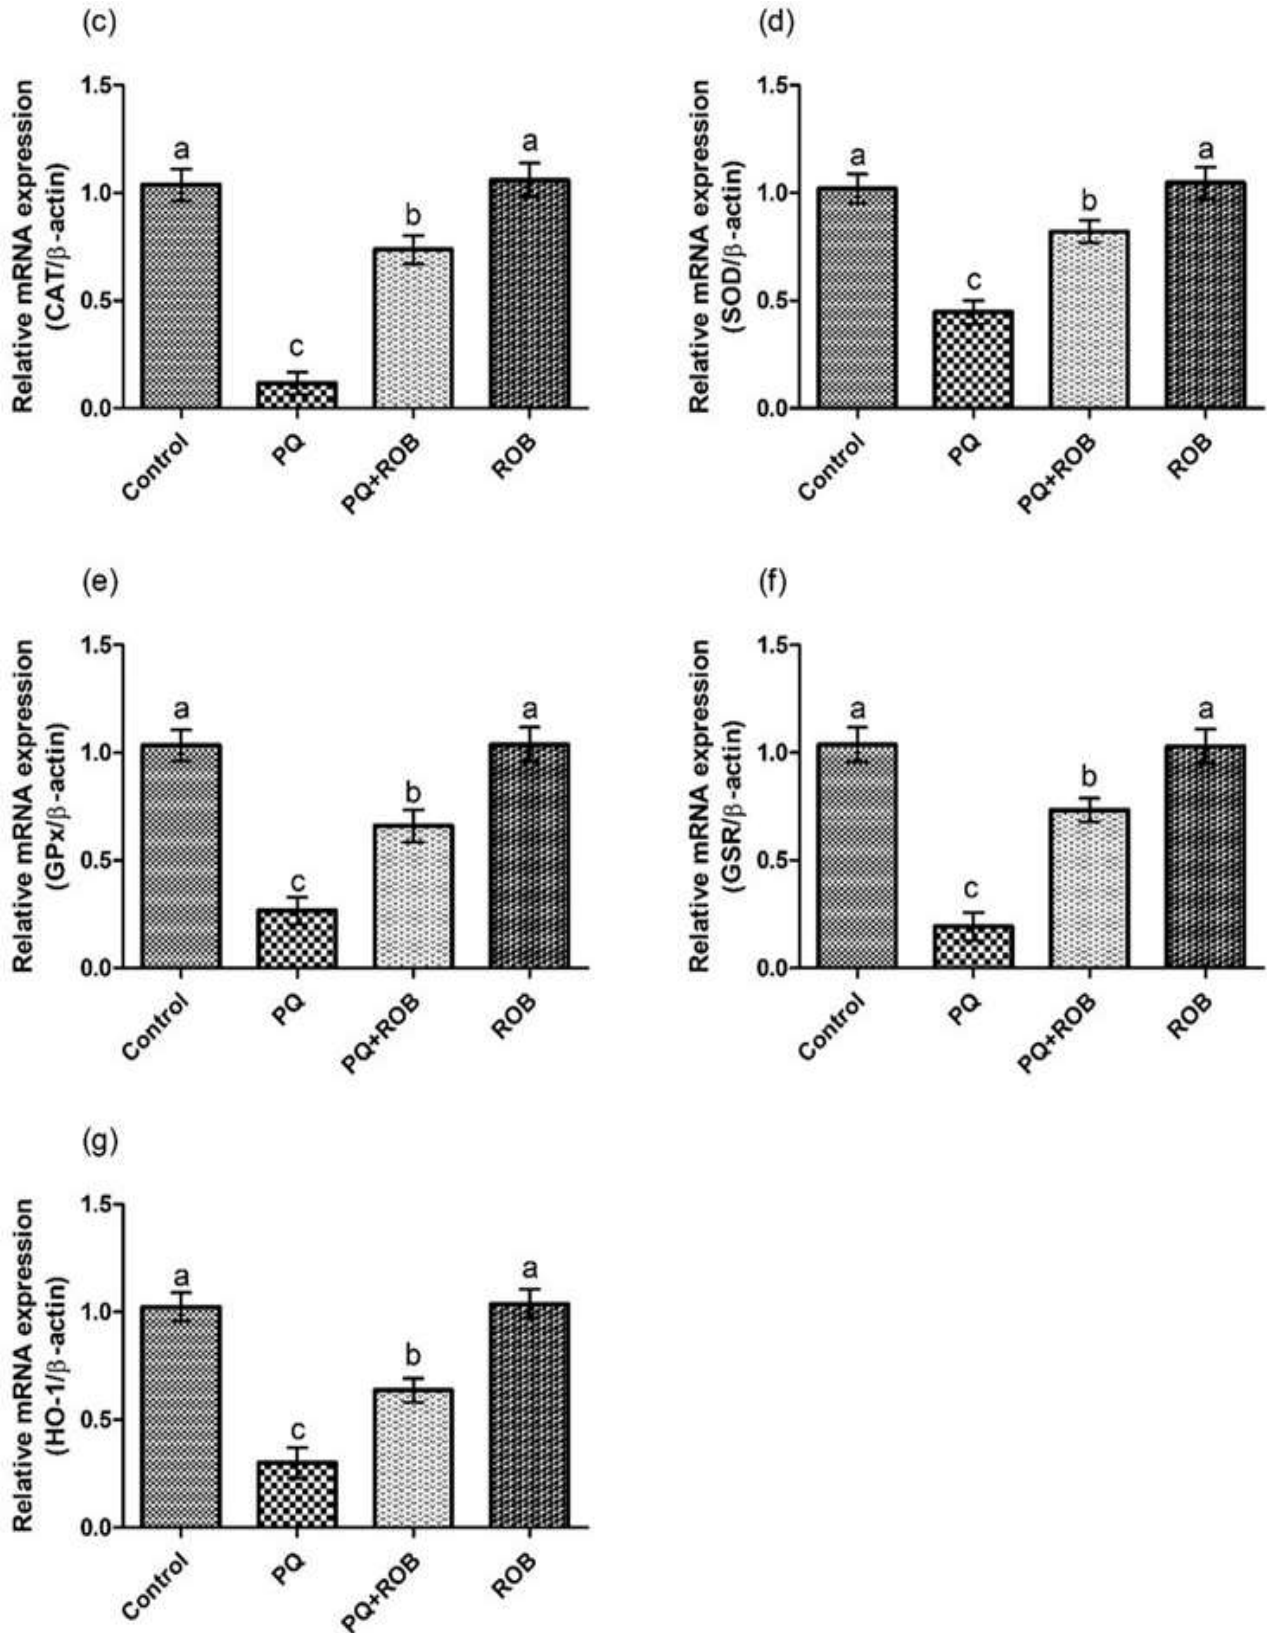 (c)
Relative mRNA expression
(CAT/β-actin)
1.5
1.0
0.5
0.0
a
c
b
a
Control
PQ
PQ+ROB
ROB
(d)
Relative mRNA expression
(SOD/β-actin)
1.5
1.0
0.5
0.0
a
c
b
a
Control
PQ
PQ+ROB
ROB
(e)
Relative mRNA expression
(GPx/β-actin)
1.5
1.0
0.5
0.0
a
c
b
a
Control
PQ
PQ+ROB
ROB
(f)
Relative mRNA expression
(GSR/β-actin)
1.5
1.0
0.5
0.0
a
c
b
a
Control
PQ
PQ+ROB
ROB
(g)
Relative mRNA expression
(HO-1/β-actin)
1.5
1.0
0.5
0.0
a
c
b
a
Control
PQ
PQ+ROB
ROB